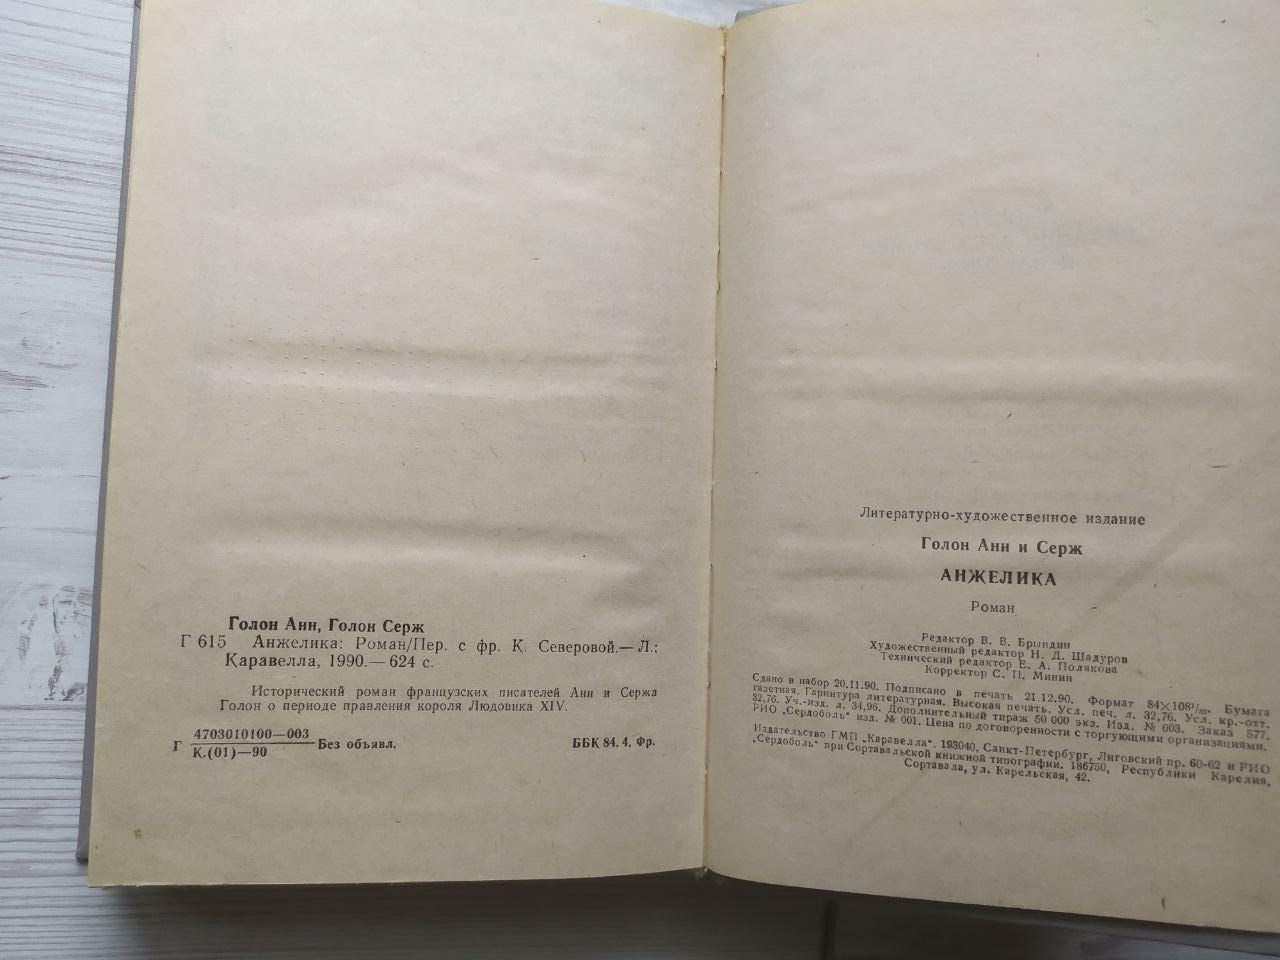 Голон Анн, Голон Серж
Г 615 Анжелика: Роман/Пер. с фр. К. Северовой.— Л.:
Каравелла, 1990.— 624 с.
Исторический роман французских писателей Анн и Сержа
Голон о периоде правления короля Людовика XIV.
Г 4703010100—003
К.(01)—90
Без объявл.
ББК 84. 4. Фр.
Литературно-художественное издание
Голон Анн и Серж
АНЖЕЛИКА
Роман
Редактор В. В. Брындин
Художественный редактор Н. Д. Шадуров
Технический редактор Е. А. Полякова
Корректор С. П. Минин
Сдано в набор 20.11.90. Подписано в печать 21.12.90. Формат 84×108¹/₃₂. Бумага
газетная. Гарнитура литературная. Высокая печать. Усл. печ. л. 32,76. Усл. кр.-отт.
32,76. Уч.-изд. л. 34,96. Дополнительный тираж 50 000 экз. Изд. № 003. Заказ 577.
РИО „Сердоболь“ изд. № 001. Цена по договоренности с торгующими организациями.
Издательство ГМП „Каравелла“. 193040, Санкт-Петербург, Лиговский пр. 60-62 и РИО
„Сердоболь“ при Сортавальской книжной типографии. 186750, Республики Карелия,
Сортавала, ул. Карельская, 42.